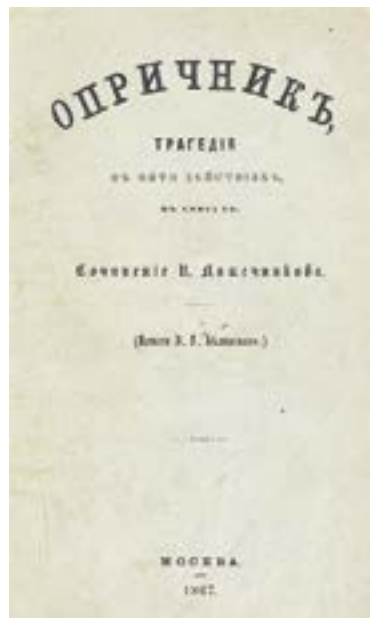 ОПРИЧНИКЪ,
ТРАГЕДІЯ
ВЪ ПЯТИ ДѢЙСТВІЯХЪ,
ВЪ СТИХАХЪ.
Сочиненіе И. Лажечникова.
МОСКВА.
1867.